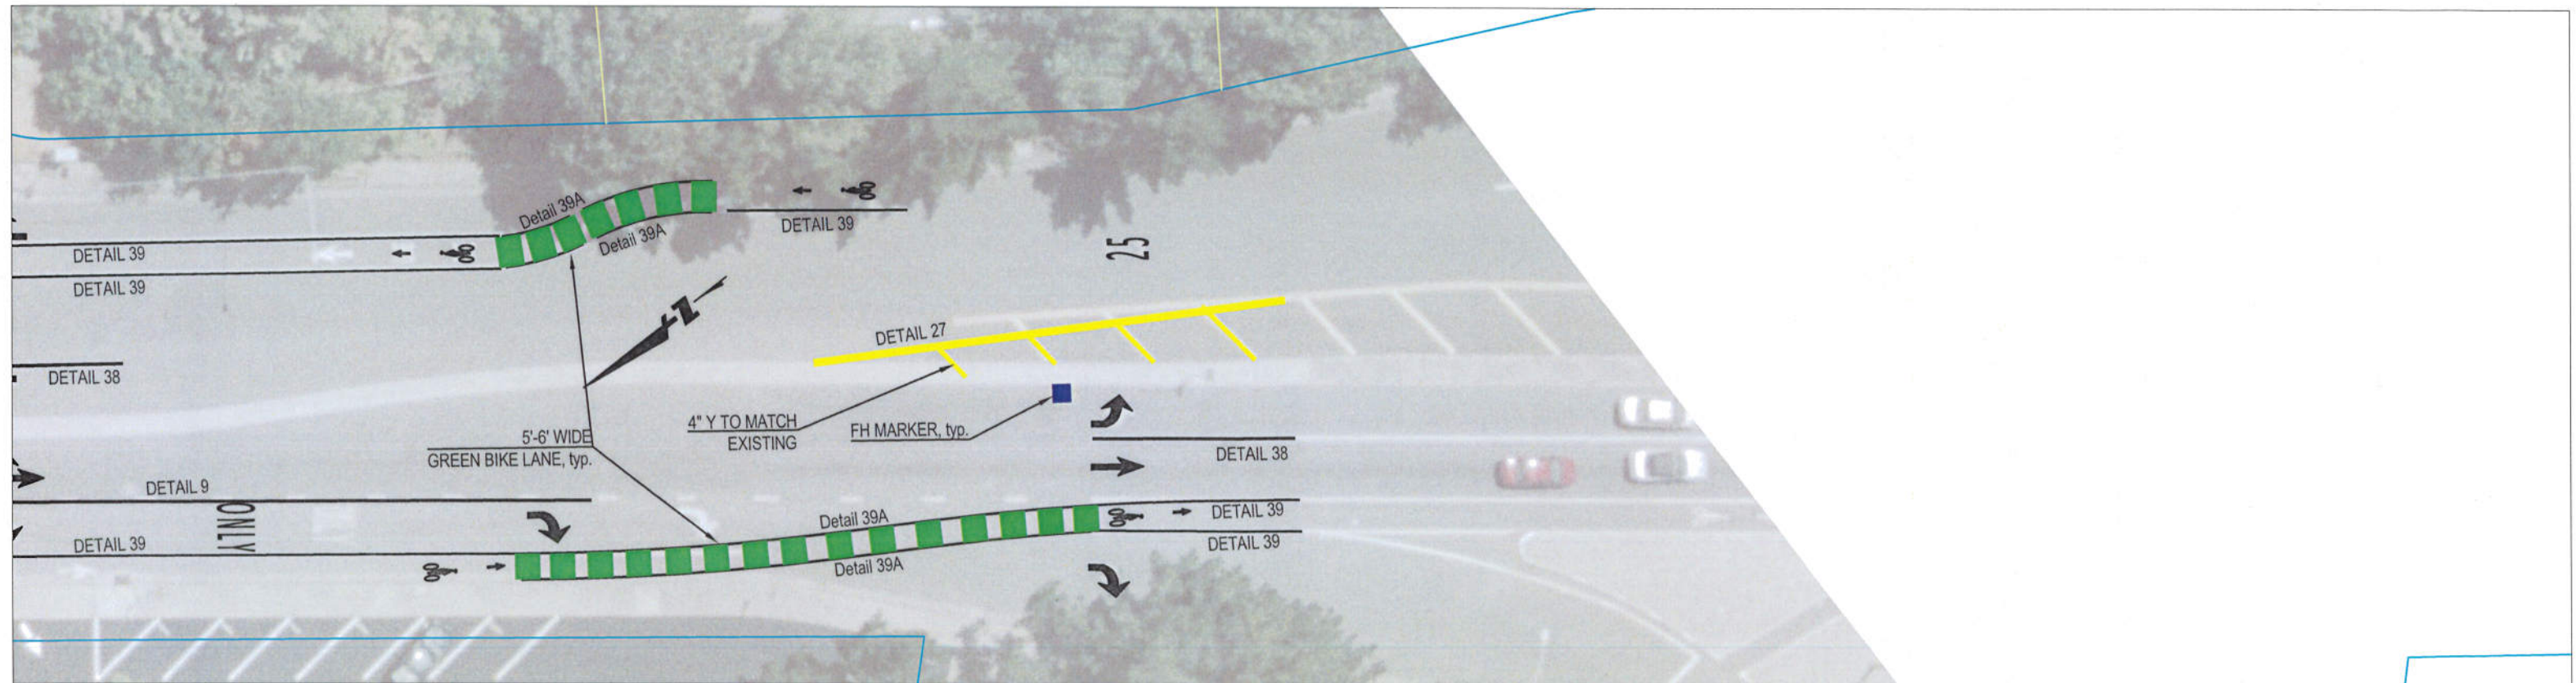 Detail 39A
Detail 39A
DETAIL 39
DETAIL 39
DETAIL 39
25
N
DETAIL 27
DETAIL 38
4" Y TO MATCH
EXISTING
FH MARKER, typ.
5'-6' WIDE
GREEN BIKE LANE, typ.
DETAIL 38
DETAIL 9
ONLY
Detail 39A
DETAIL 39
DETAIL 39
DETAIL 39
Detail 39A